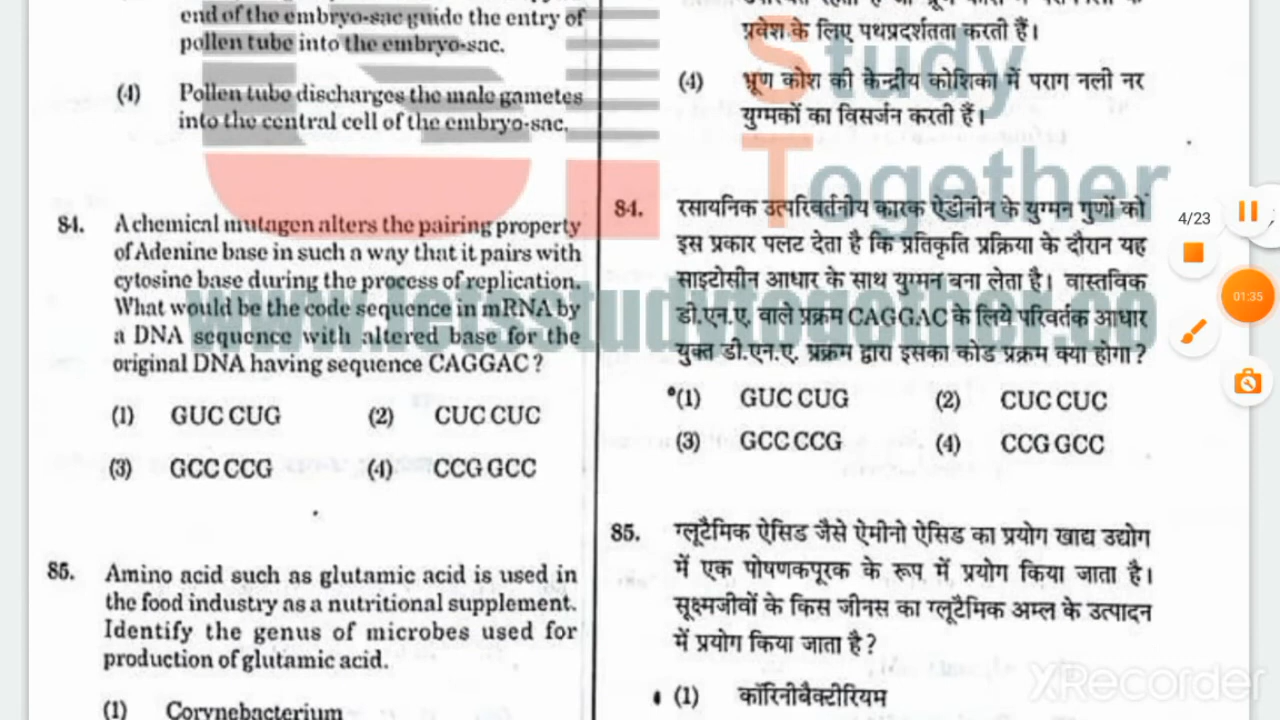 end of the embryo-sac guide the entry of
pollen tube into the embryo-sac.
(4) Pollen tube discharges the male gametes
into the central cell of the embryo-sac.
84. A chemical mutagen alters the pairing property
of Adenine base in such a way that it pairs with
cytosine base during the process of replication.
What would be the code sequence in mRNA by
a DNA sequence with altered base for the
original DNA having sequence CAGGAC ?
(1) GUC CUG (2) CUC CUC
(3) GCC CCG (4) CCG GCC
85. Amino acid such as glutamic acid is used in
the food industry as a nutritional supplement.
Identify the genus of microbes used for
production of glutamic acid.
(1) Corynebacterium
प्रवेश के लिए पथप्रदर्शतता करती हैं।
(4) भ्रूण कोश की केन्द्रीय कोशिका में पराग नली नर
युग्मकों का विसर्जन करती हैं।
84. रसायनिक उत्परिवर्तनीय कारक ऐडीनीन के युग्मन गुणों को
इस प्रकार पलट देता है कि प्रतिकृति प्रक्रिया के दौरान यह
साइटोसीन आधार के साथ युग्मन बना लेता है। वास्तविक
डी.एन.ए. वाले प्रक्रम CAGGAC के लिये परिवर्तक आधार
युक्त डी.एन.ए. प्रक्रम द्वारा इसका कोड प्रक्रम क्या होगा ?
(1) GUC CUG (2) CUC CUC
(3) GCC CCG (4) CCG GCC
85. ग्लूटैमिक ऐसिड जैसे ऐमीनो ऐसिड का प्रयोग खाद्य उद्योग
में एक पोषणकपूरक के रूप में प्रयोग किया जाता है।
सूक्ष्मजीवों के किस जीनस का ग्लूटैमिक अम्ल के उत्पादन
में प्रयोग किया जाता है ?
(1) कॉरिनीबैक्टीरियम
Study
Together
www.letsstudytogether.co
4/23
01:35
XRecorder